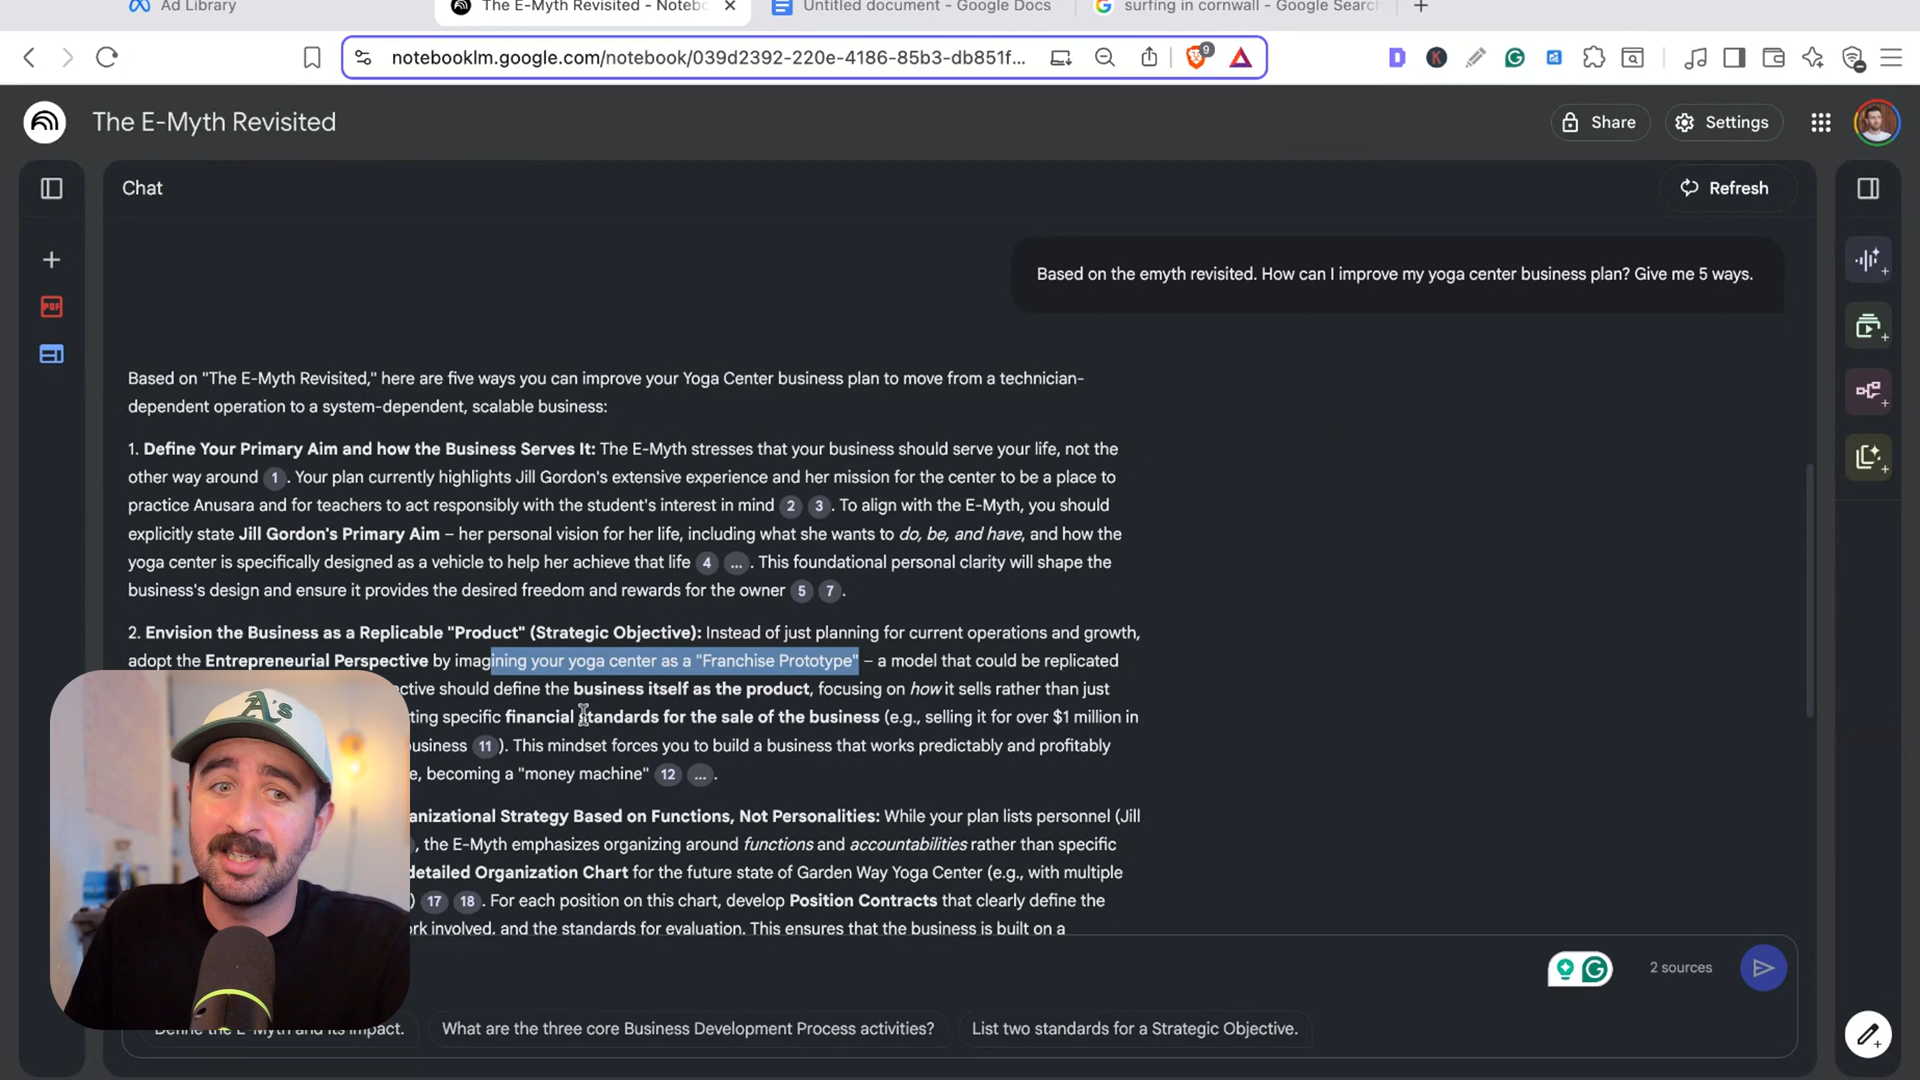 Ad Library
The E-Myth Revisited - Noteb
Untitled document - Google Docs
surfing in cornwall - Google Searc
notebooklm.google.com/notebook/039d2392-220e-4186-85b3-db851f...
9
The E-Myth Revisited
Share
Settings
Chat
Refresh
PDF
Based on the emyth revisited. How can I improve my yoga center business plan? Give me 5 ways.
Based on "The E-Myth Revisited," here are five ways you can improve your Yoga Center business plan to move from a technician-
dependent operation to a system-dependent, scalable business:
1. Define Your Primary Aim and how the Business Serves It: The E-Myth stresses that your business should serve your life, not the
other way around 1 . Your plan currently highlights Jill Gordon's extensive experience and her mission for the center to be a place to
practice Anusara and for teachers to act responsibly with the student's interest in mind 2 3 . To align with the E-Myth, you should
explicitly state Jill Gordon's Primary Aim – her personal vision for her life, including what she wants to do, be, and have, and how the
yoga center is specifically designed as a vehicle to help her achieve that life 4 ... . This foundational personal clarity will shape the
business's design and ensure it provides the desired freedom and rewards for the owner 5 7 .
2. Envision the Business as a Replicable "Product" (Strategic Objective): Instead of just planning for current operations and growth,
adopt the Entrepreneurial Perspective by imagining your yoga center as a "Franchise Prototype" – a model that could be replicated
ective should define the business itself as the product, focusing on how it sells rather than just
ting specific financial standards for the sale of the business (e.g., selling it for over $1 million in
business 11 ). This mindset forces you to build a business that works predictably and profitably
e, becoming a "money machine" 12 ... .
anizational Strategy Based on Functions, Not Personalities: While your plan lists personnel (Jill
, the E-Myth emphasizes organizing around functions and accountabilities rather than specific
detailed Organization Chart for the future state of Garden Way Yoga Center (e.g., with multiple
) 17 18 . For each position on this chart, develop Position Contracts that clearly define the
rk involved, and the standards for evaluation. This ensures that the business is built on a
A's
2 sources
Define the E-Myth and its impact.
What are the three core Business Development Process activities?
List two standards for a Strategic Objective.